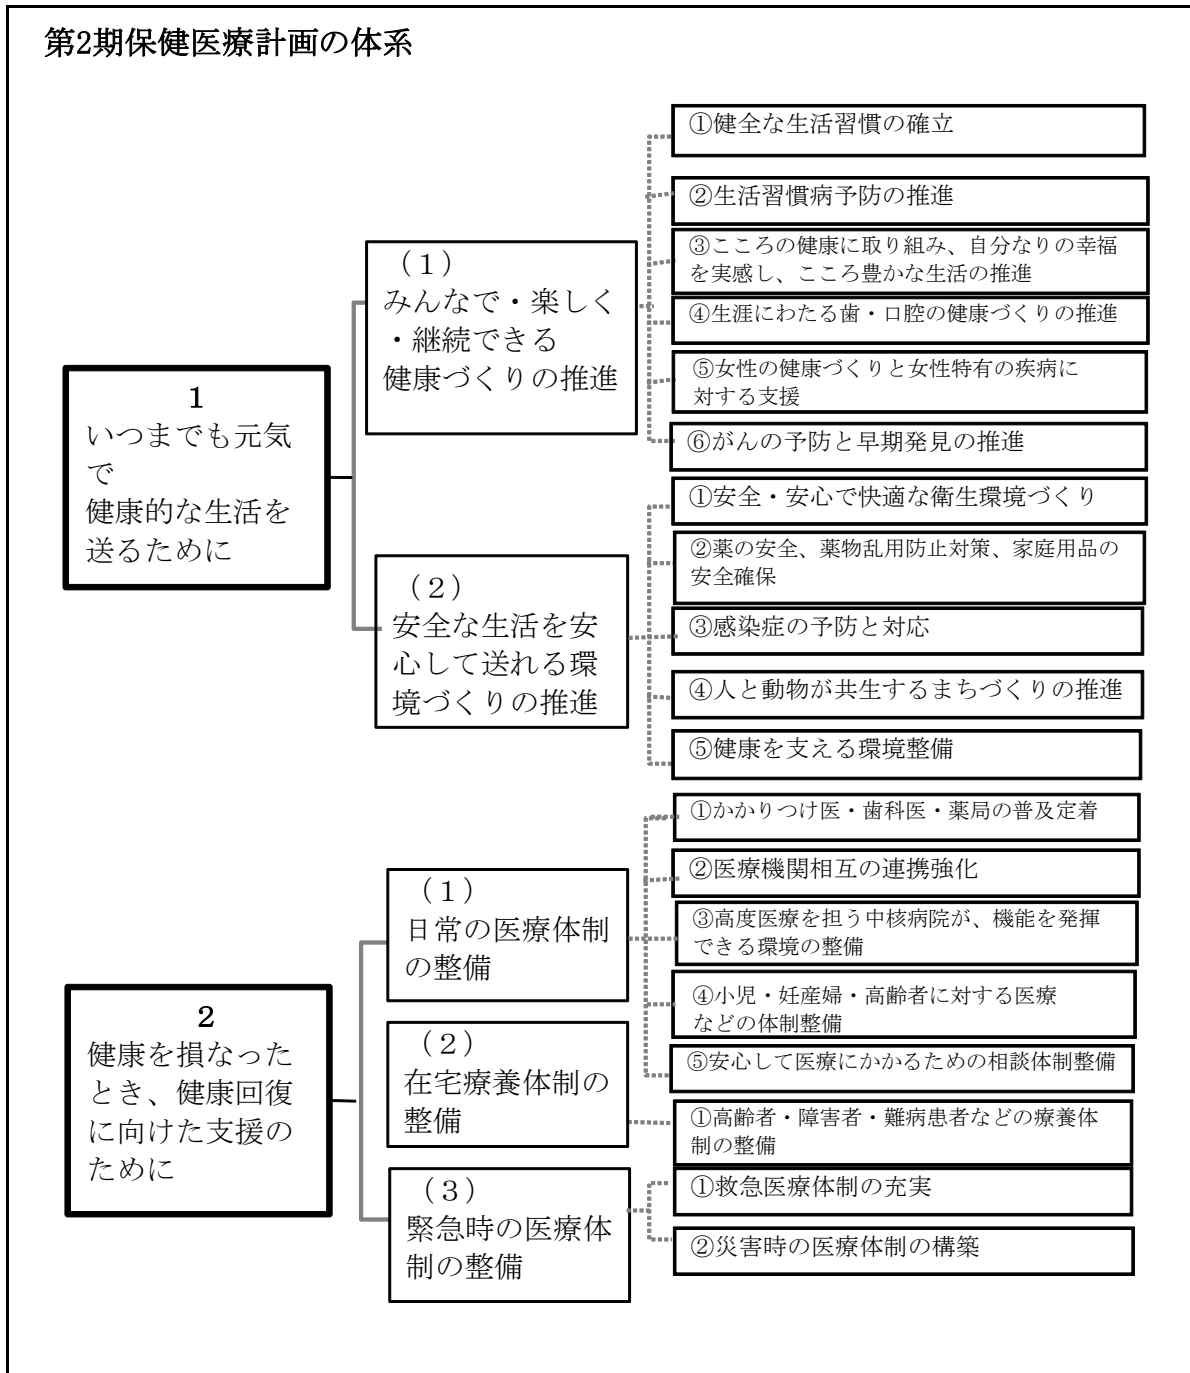 第2期保健医療計画の体系
1
いつまでも元気
で
健康的な生活を
送るために
（１）
みんなで・楽しく
・継続できる
健康づくりの推進
①健全な生活習慣の確立
②生活習慣病予防の推進
③こころの健康に取り組み、自分なりの幸福
を実感し、こころ豊かな生活の推進
④生涯にわたる歯・口腔の健康づくりの推進
⑤女性の健康づくりと女性特有の疾病に
対する支援
⑥がんの予防と早期発見の推進
（２）
安全な生活を安
心して送れる環
境づくりの推進
①安全・安心で快適な衛生環境づくり
②薬の安全、薬物乱用防止対策、家庭用品の
安全確保
③感染症の予防と対応
④人と動物が共生するまちづくりの推進
⑤健康を支える環境整備
2
健康を損なった
とき、健康回復
に向けた支援の
ために
（１）
日常の医療体制
の整備
①かかりつけ医・歯科医・薬局の普及定着
②医療機関相互の連携強化
③高度医療を担う中核病院が、機能を発揮
できる環境の整備
④小児・妊産婦・高齢者に対する医療
などの体制整備
⑤安心して医療にかかるための相談体制整備
（２）
在宅療養体制の
整備
①高齢者・障害者・難病患者などの療養体
制の整備
（３）
緊急時の医療体
制の整備
①救急医療体制の充実
②災害時の医療体制の構築